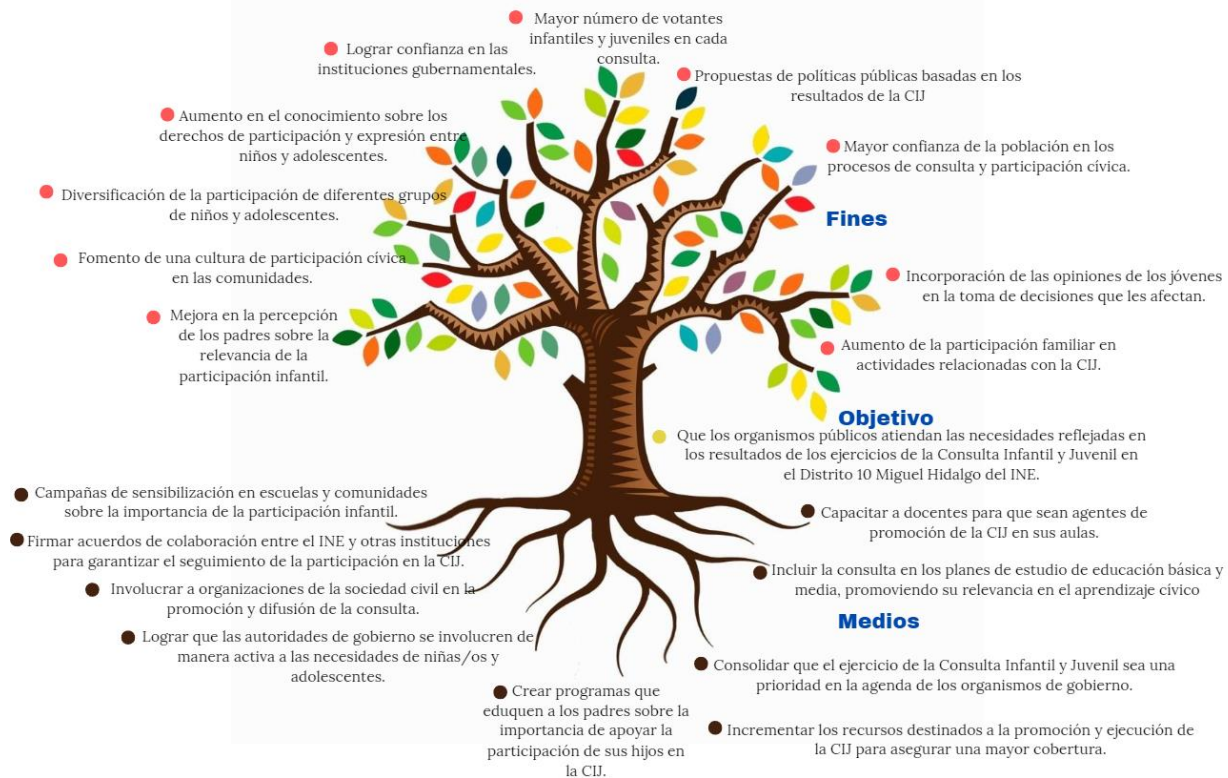 Mayor número de votantes
infantiles y juveniles en cada
consulta.
Lograr confianza en las
instituciones gubernamentales.
Propuestas de políticas públicas basadas en los
resultados de la CIJ
Aumento en el conocimiento sobre los
derechos de participación y expresión entre
niños y adolescentes.
Mayor confianza de la población en los
procesos de consulta y participación cívica.
Diversificación de la participación de diferentes grupos
de niños y adolescentes.
Fines
Fomento de una cultura de participación cívica
en las comunidades.
Incorporación de las opiniones de los jóvenes
en la toma de decisiones que les afectan.
Mejora en la percepción
de los padres sobre la
relevancia de la
participación infantil.
Aumento de la participación familiar en
actividades relacionadas con la CIJ.
Objetivo
Que los organismos públicos atiendan las necesidades reflejadas en
los resultados de los ejercicios de la Consulta Infantil y Juvenil en
el Distrito 10 Miguel Hidalgo del INE.
Campañas de sensibilización en escuelas y comunidades
sobre la importancia de la participación infantil.
Capacitar a docentes para que sean agentes de
promoción de la CIJ en sus aulas.
Firmar acuerdos de colaboración entre el INE y otras instituciones
para garantizar el seguimiento de la participación en la CIJ.
Incluir la consulta en los planes de estudio de educación básica y
media, promoviendo su relevancia en el aprendizaje cívico
Involucrar a organizaciones de la sociedad civil en la
promoción y difusión de la consulta.
Medios
Lograr que las autoridades de gobierno se involucren de
manera activa a las necesidades de niñas/os y
adolescentes.
Consolidar que el ejercicio de la Consulta Infantil y Juvenil sea una
prioridad en la agenda de los organismos de gobierno.
Crear programas que
eduquen a los padres sobre la
importancia de apoyar la
participación de sus hijos en
la CIJ.
Incrementar los recursos destinados a la promoción y ejecución de
la CIJ para asegurar una mayor cobertura.